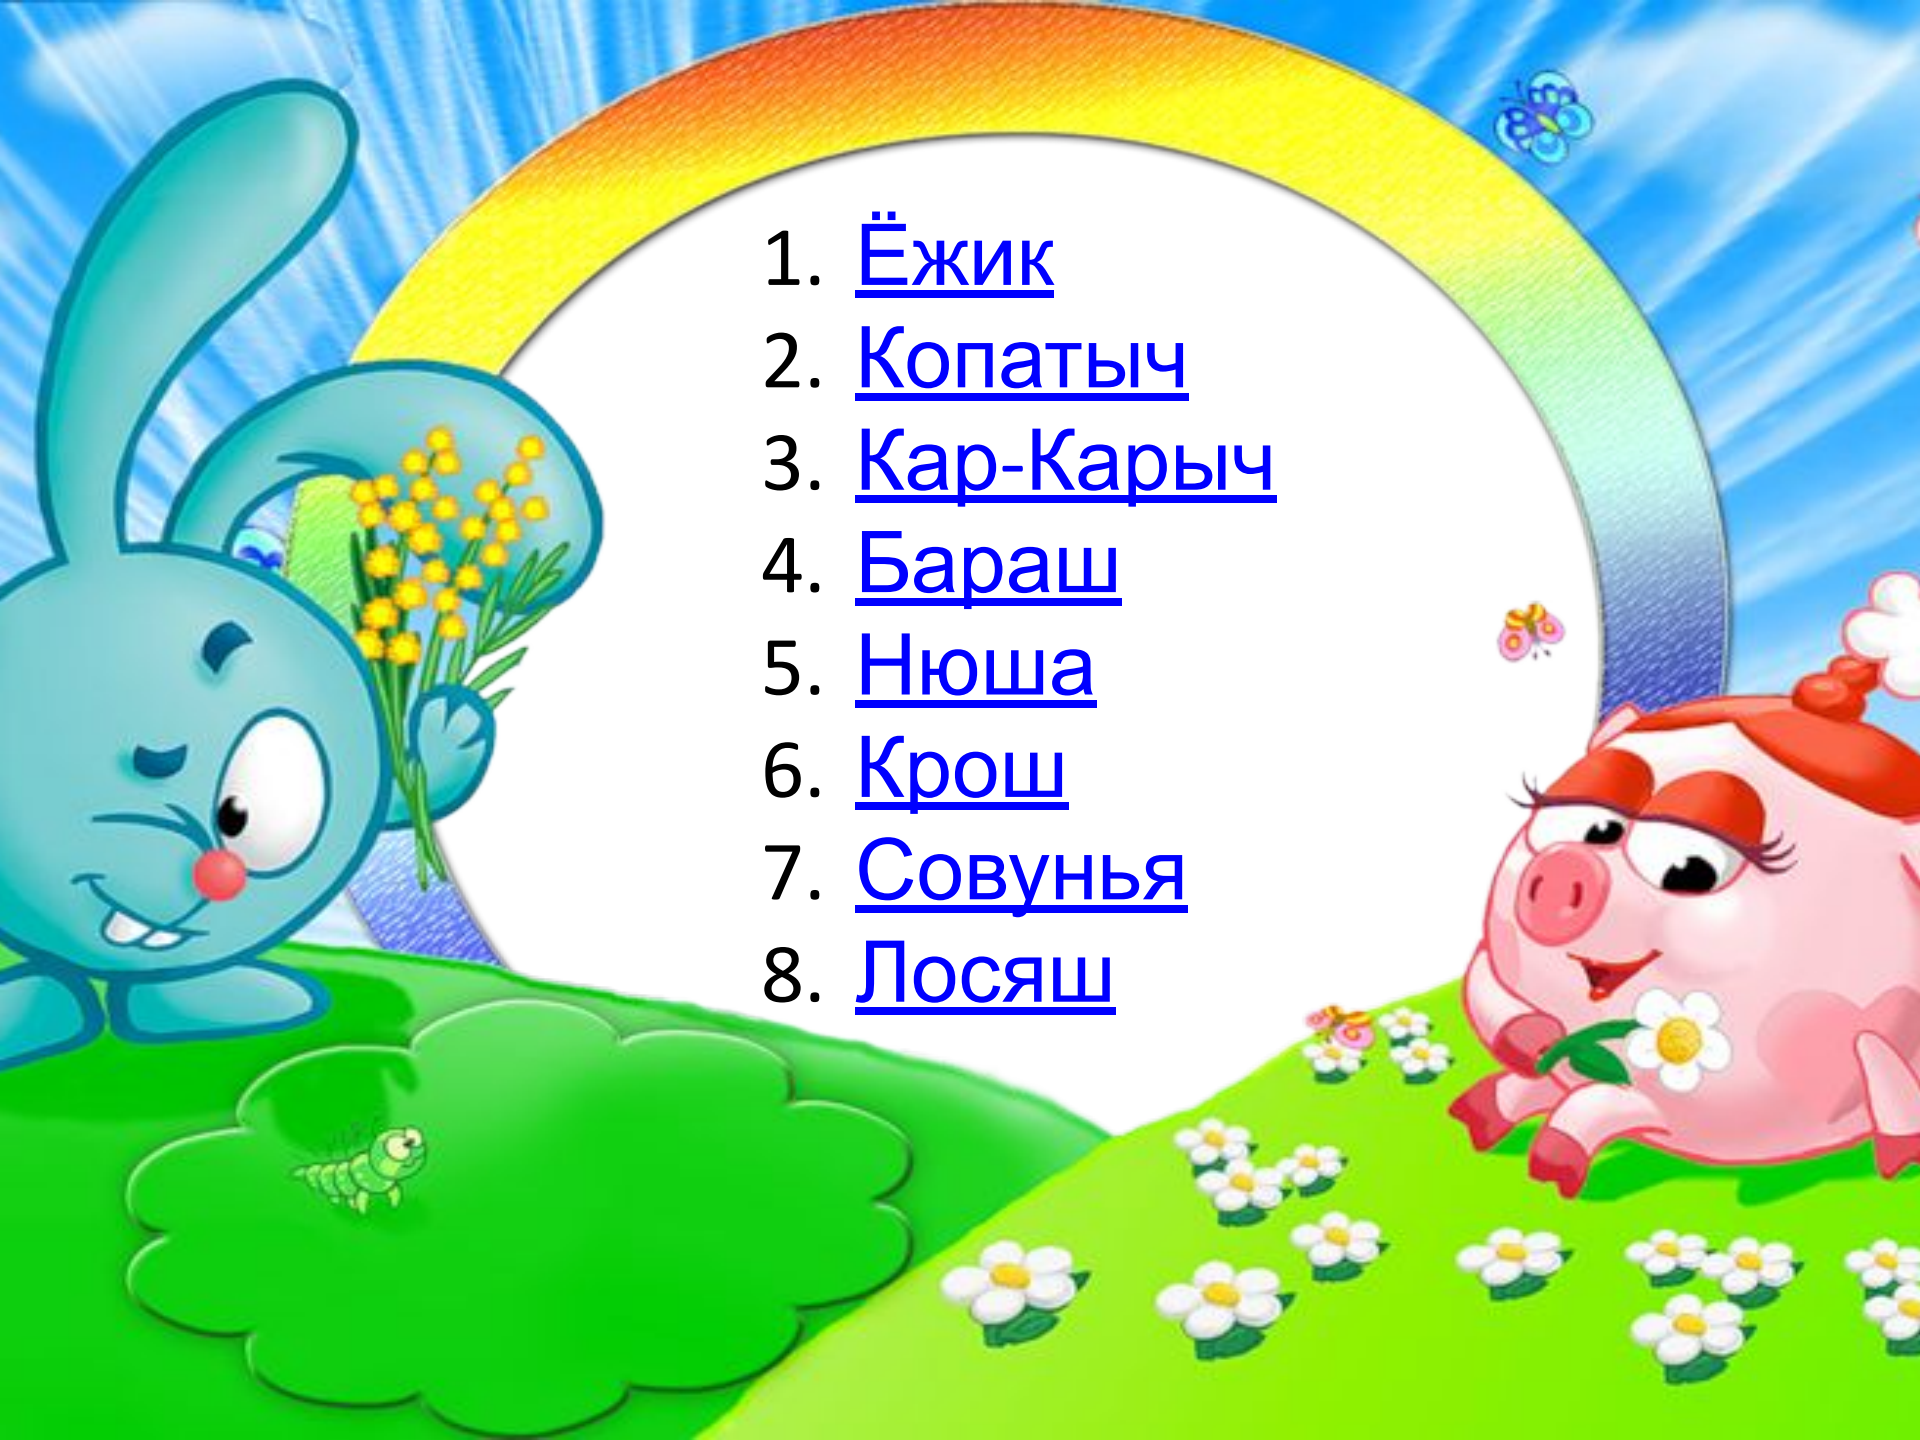 1. Ёжик
2. Копатыч
3. Кар-Карыч
4. Бараш
5. Нюша
6. Крош
7. Совунья
8. Лосяш